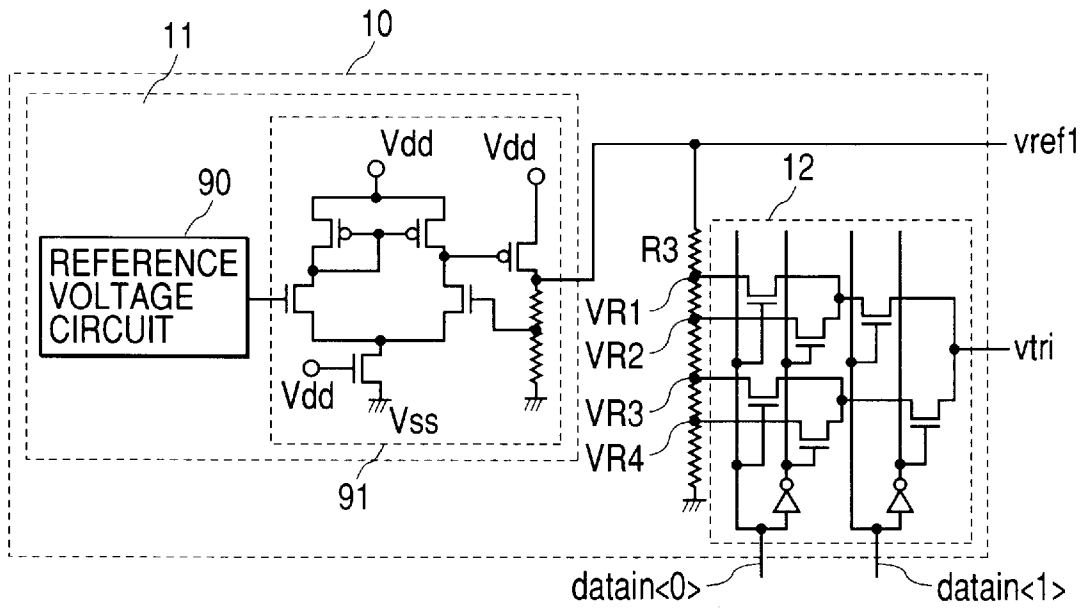 10
11
Vdd
Vdd
vref1
12
90
REFERENCE
VOLTAGE
CIRCUIT
R3
VR1
VR2
vtri
Vdd
VR3
Vss
VR4
91
datain<0>
datain<1>